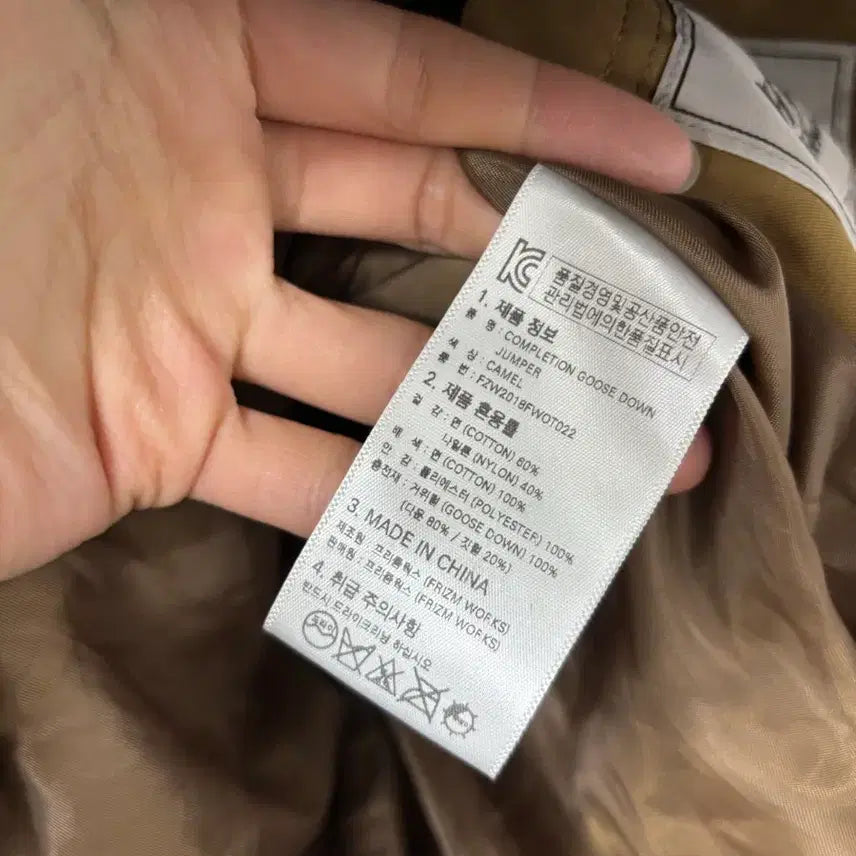 KC 품질경영및공산품안전
관리법에의한품질표시
1. 제품 정보
품 명 : COMPLETION GOOSE DOWN
JUMPER
색 상 : CAMEL
품 번 : FZW2018FWOT022
2. 제품 혼용률
겉 감 : 면 (COTTON) 60%
나일론 (NYLON) 40%
배 색 : 면 (COTTON) 100%
안 감 : 폴리에스터 (POLYESTER) 100%
충전재 : 거위털 (GOOSE DOWN) 100%
(다운 80% / 깃털 20%)
3. MADE IN CHINA
제조원 : 프리즘웍스 (FRIZM WORKS)
판매원 : 프리즘웍스 (FRIZM WORKS)
4. 취급 주의사항
반드시 드라이크리닝 하십시오
드라이